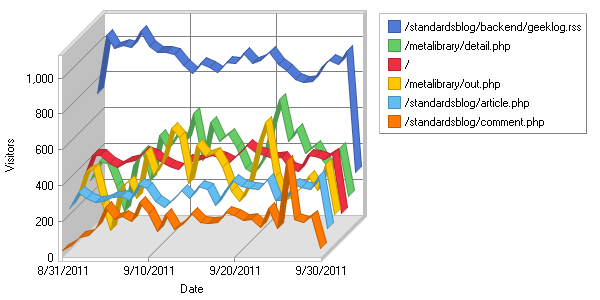 /standardsblog/backend/geeklog.rss
/metalibrary/detail.php
/
/metalibrary/out.php
/standardsblog/article.php
/standardsblog/comment.php
Visitors
1,000
800
600
400
200
0
8/31/2011 9/10/2011 9/20/2011 9/30/2011
Date